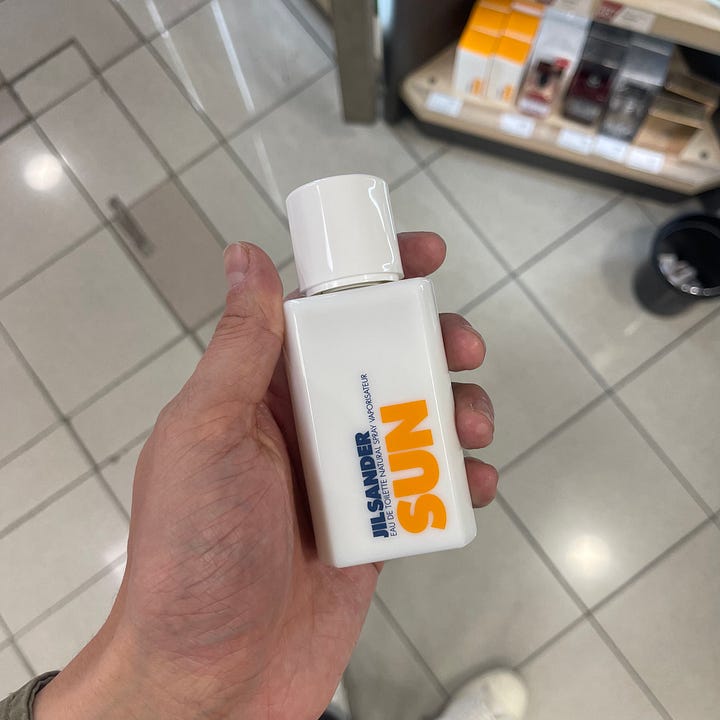 JIL SANDER
EAU DE TOILETTE NATURAL SPRAY VAPORISATEUR
SUN